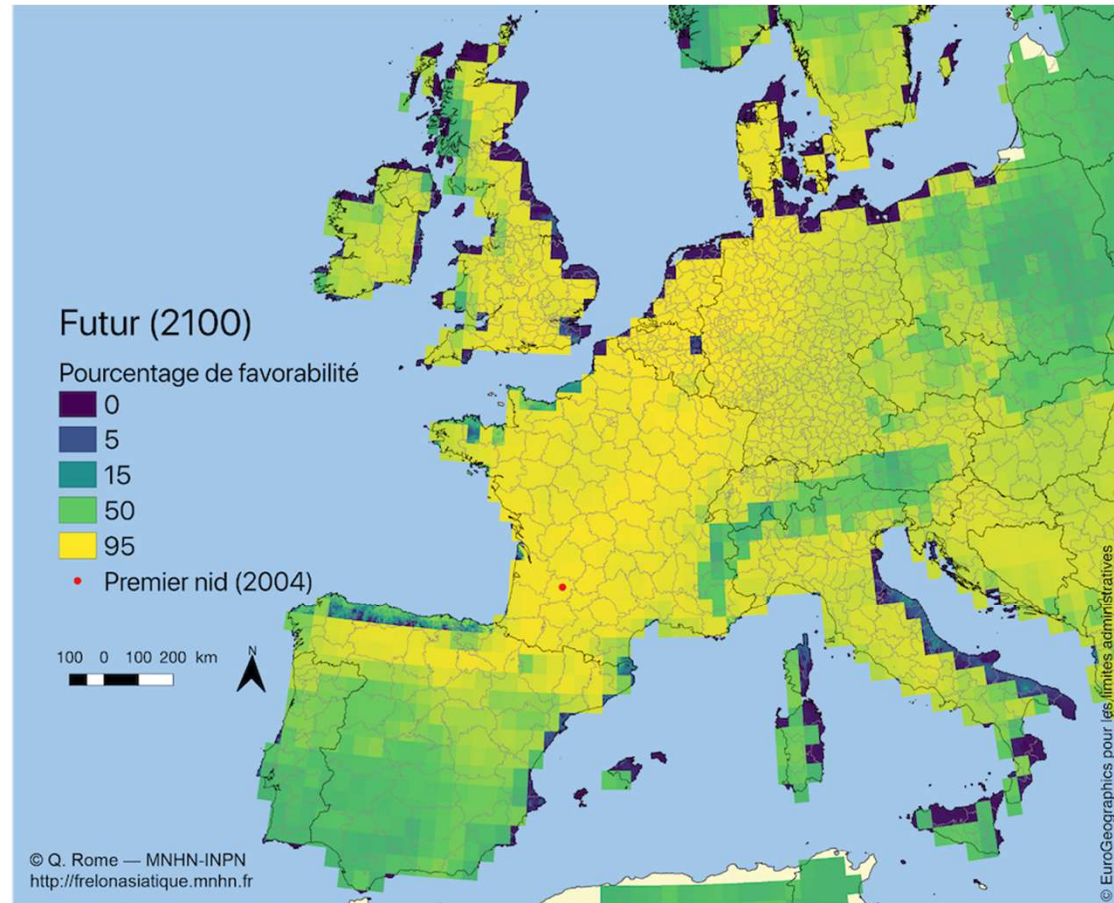 Futur (2100)
Pourcentage de favorabilité
0
5
15
50
95
Premier nid (2004)
100 0 100 200 km
N
© Q. Rome — MNHN-INPN
http://frelonasiatique.mnhn.fr
© EuroGeographics pour les limites administratives